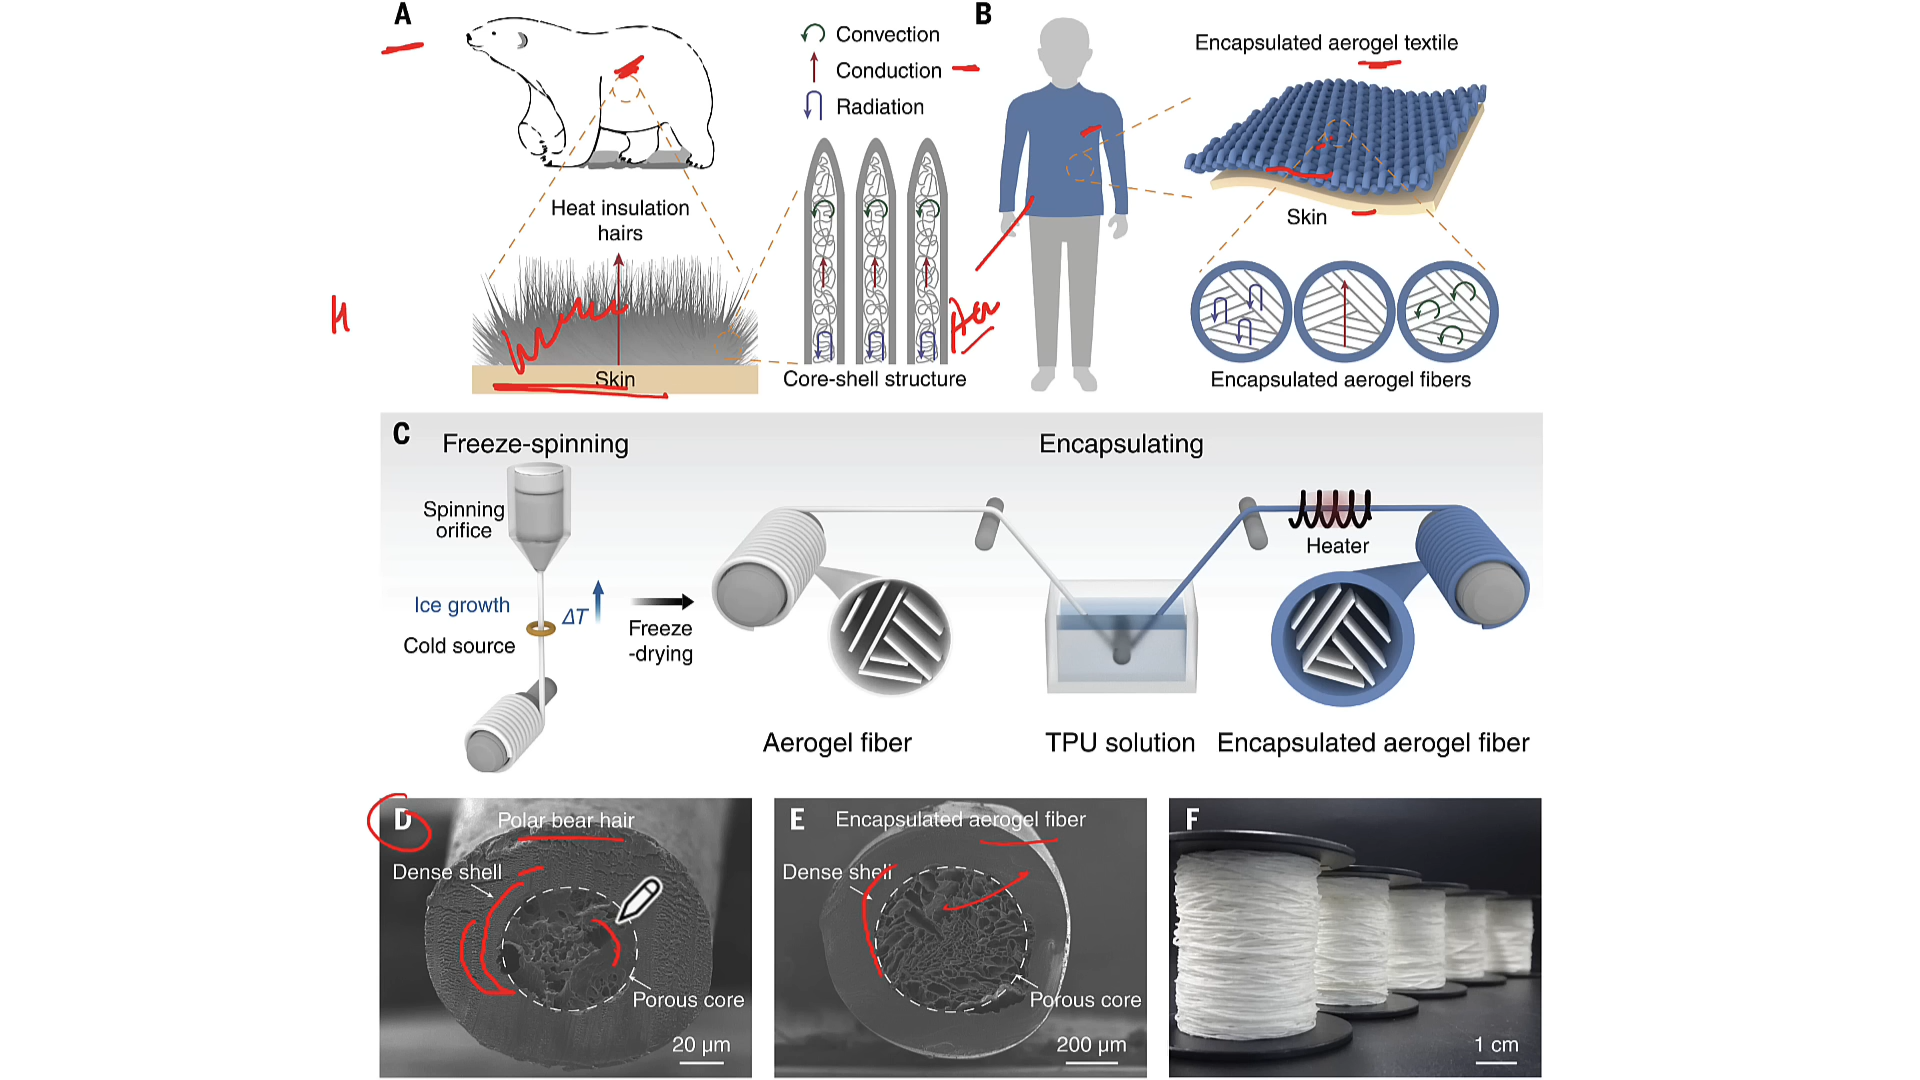 A
Convection
Conduction
Radiation
Heat insulation
hairs
Skin
Core-shell structure
B
Encapsulated aerogel textile
Skin
Encapsulated aerogel fibers
H
Aer
C
Freeze-spinning
Encapsulating
Spinning
orifice
Ice growth
ΔT
Cold source
Freeze
-drying
Heater
Aerogel fiber
TPU solution
Encapsulated aerogel fiber
D
Polar bear hair
Dense shell
Porous core
20 μm
E
Encapsulated aerogel fiber
Dense shell
Porous core
200 μm
F
1 cm